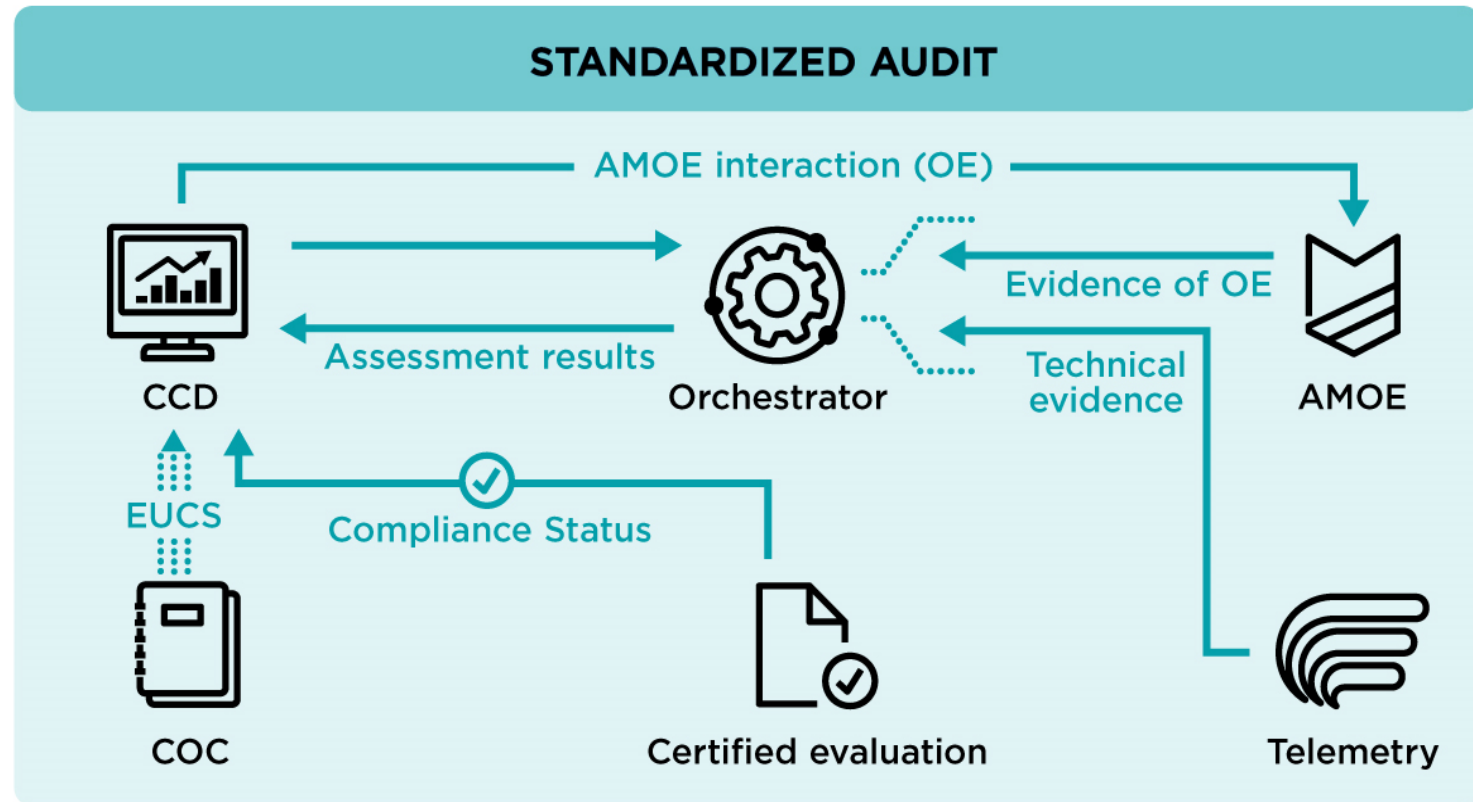 STANDARDIZED AUDIT
AMOE interaction (OE)
Evidence of OE
Assessment results
Technical
evidence
CCD
Orchestrator
AMOE
EUCS
Compliance Status
COC
Certified evaluation
Telemetry